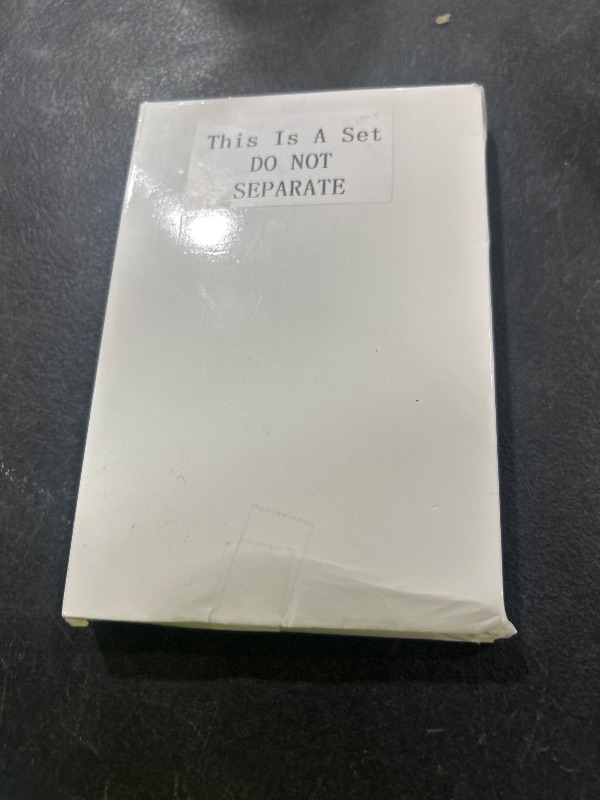 This Is A Set
DO NOT
SEPARATE